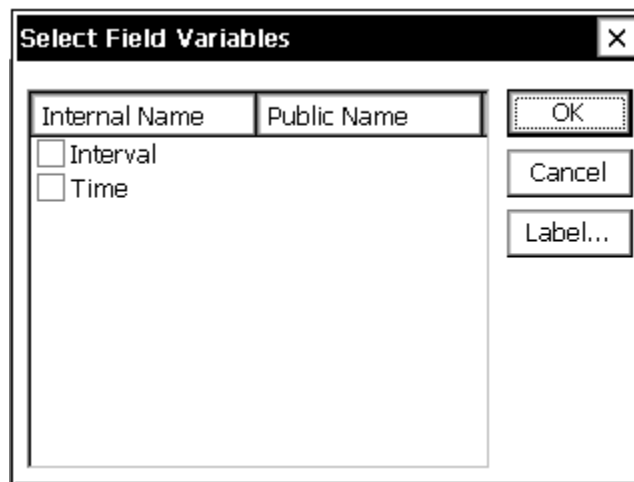 Select Field Variables
Internal Name Public Name
Interval
Time
OK
Cancel
Label...